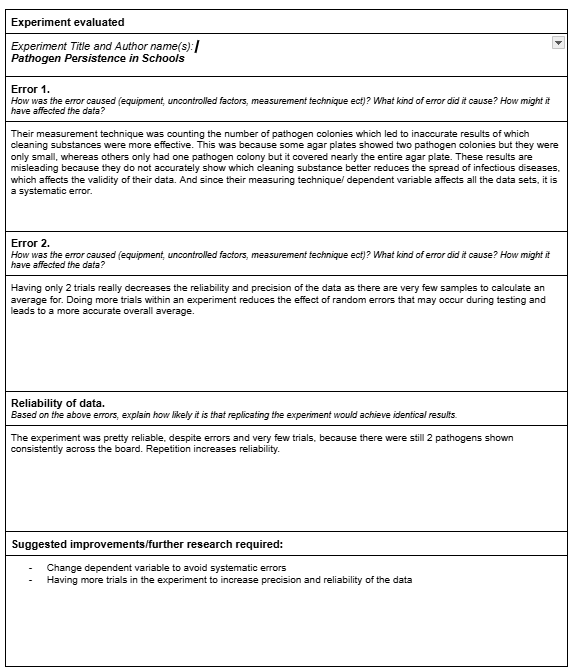 Experiment evaluated
Experiment Title and Author name(s):
Pathogen Persistence in Schools
Error 1.
How was the error caused (equipment, uncontrolled factors, measurement technique ect)? What kind of error did it cause? How might it
have affected the data?
Their measurement technique was counting the number of pathogen colonies which led to inaccurate results of which
cleaning substances were more effective. This was because some agar plates showed two pathogen colonies but they were
only small, whereas others only had one pathogen colony but it covered nearly the entire agar plate. These results are
misleading because they do not accurately show which cleaning substance better reduces the spread of infectious diseases,
which affects the validity of their data. And since their measuring technique/ dependent variable affects all the data sets, it is
a systematic error.
Error 2.
How was the error caused (equipment, uncontrolled factors, measurement technique ect)? What kind of error did it cause? How might it
have affected the data?
Having only 2 trials really decreases the reliability and precision of the data as there are very few samples to calculate an
average for. Doing more trials within an experiment reduces the effect of random errors that may occur during testing and
leads to a more accurate overall average.
Reliability of data.
Based on the above errors, explain how likely it is that replicating the experiment would achieve identical results.
The experiment was pretty reliable, despite errors and very few trials, because there were still 2 pathogens shown
consistently across the board. Repetition increases reliability.
Suggested improvements/further research required:
- Change dependent variable to avoid systematic errors
- Having more trials in the experiment to increase precision and reliability of the data